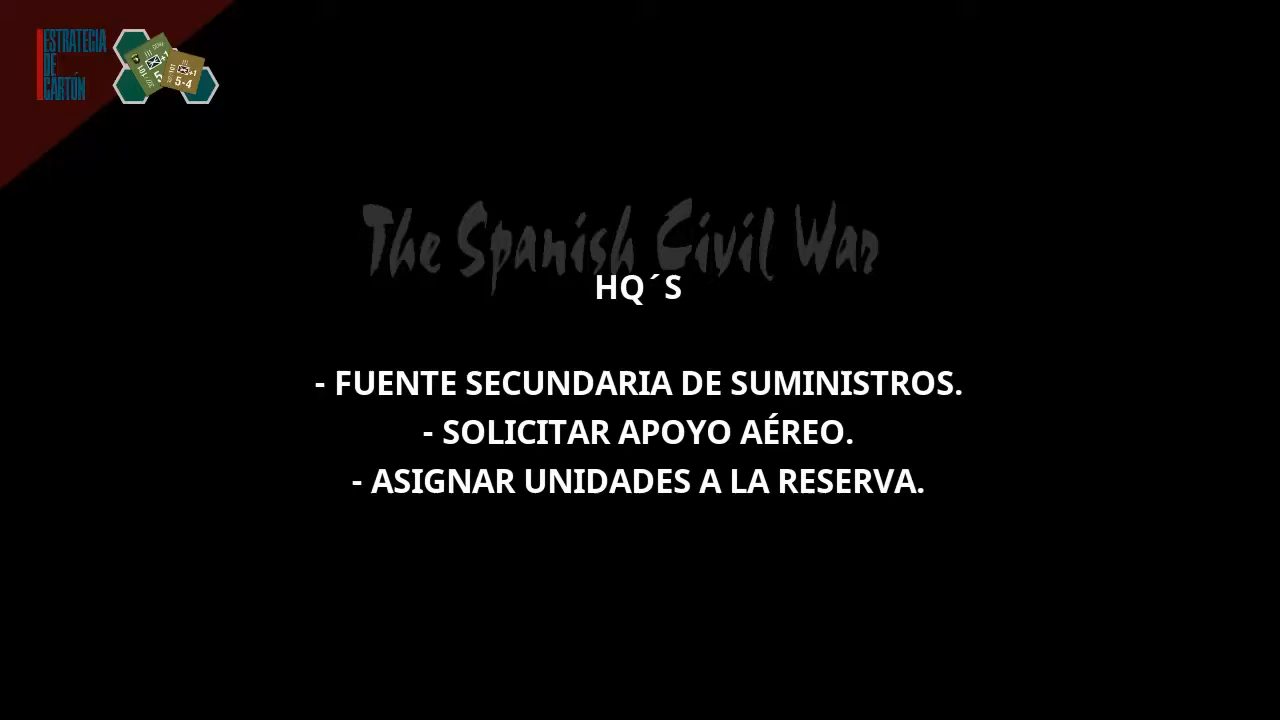 ESTRATEGIA
DE
CARTÓN
The Spanish Civil War
HQ´S
- FUENTE SECUNDARIA DE SUMINISTROS.
- SOLICITAR APOYO AÉREO.
- ASIGNAR UNIDADES A LA RESERVA.